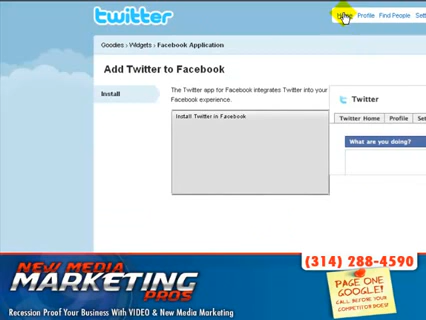 twitter
Home Profile Find People Sett
Goodies › Widgets › Facebook Application
Add Twitter to Facebook
Install
The Twitter app for Facebook integrates Twitter into your
Facebook experience.
Install Twitter in Facebook
Twitter
Twitter Home Profile Set
What are you doing?
(314) 288-4590
NEW MEDIA
MARKETING
PROS
PAGE ONE
GOOGLE!
CALL BEFORE YOUR
COMPETITOR DOES!
Recession Proof Your Business With VIDEO & New Media Marketing